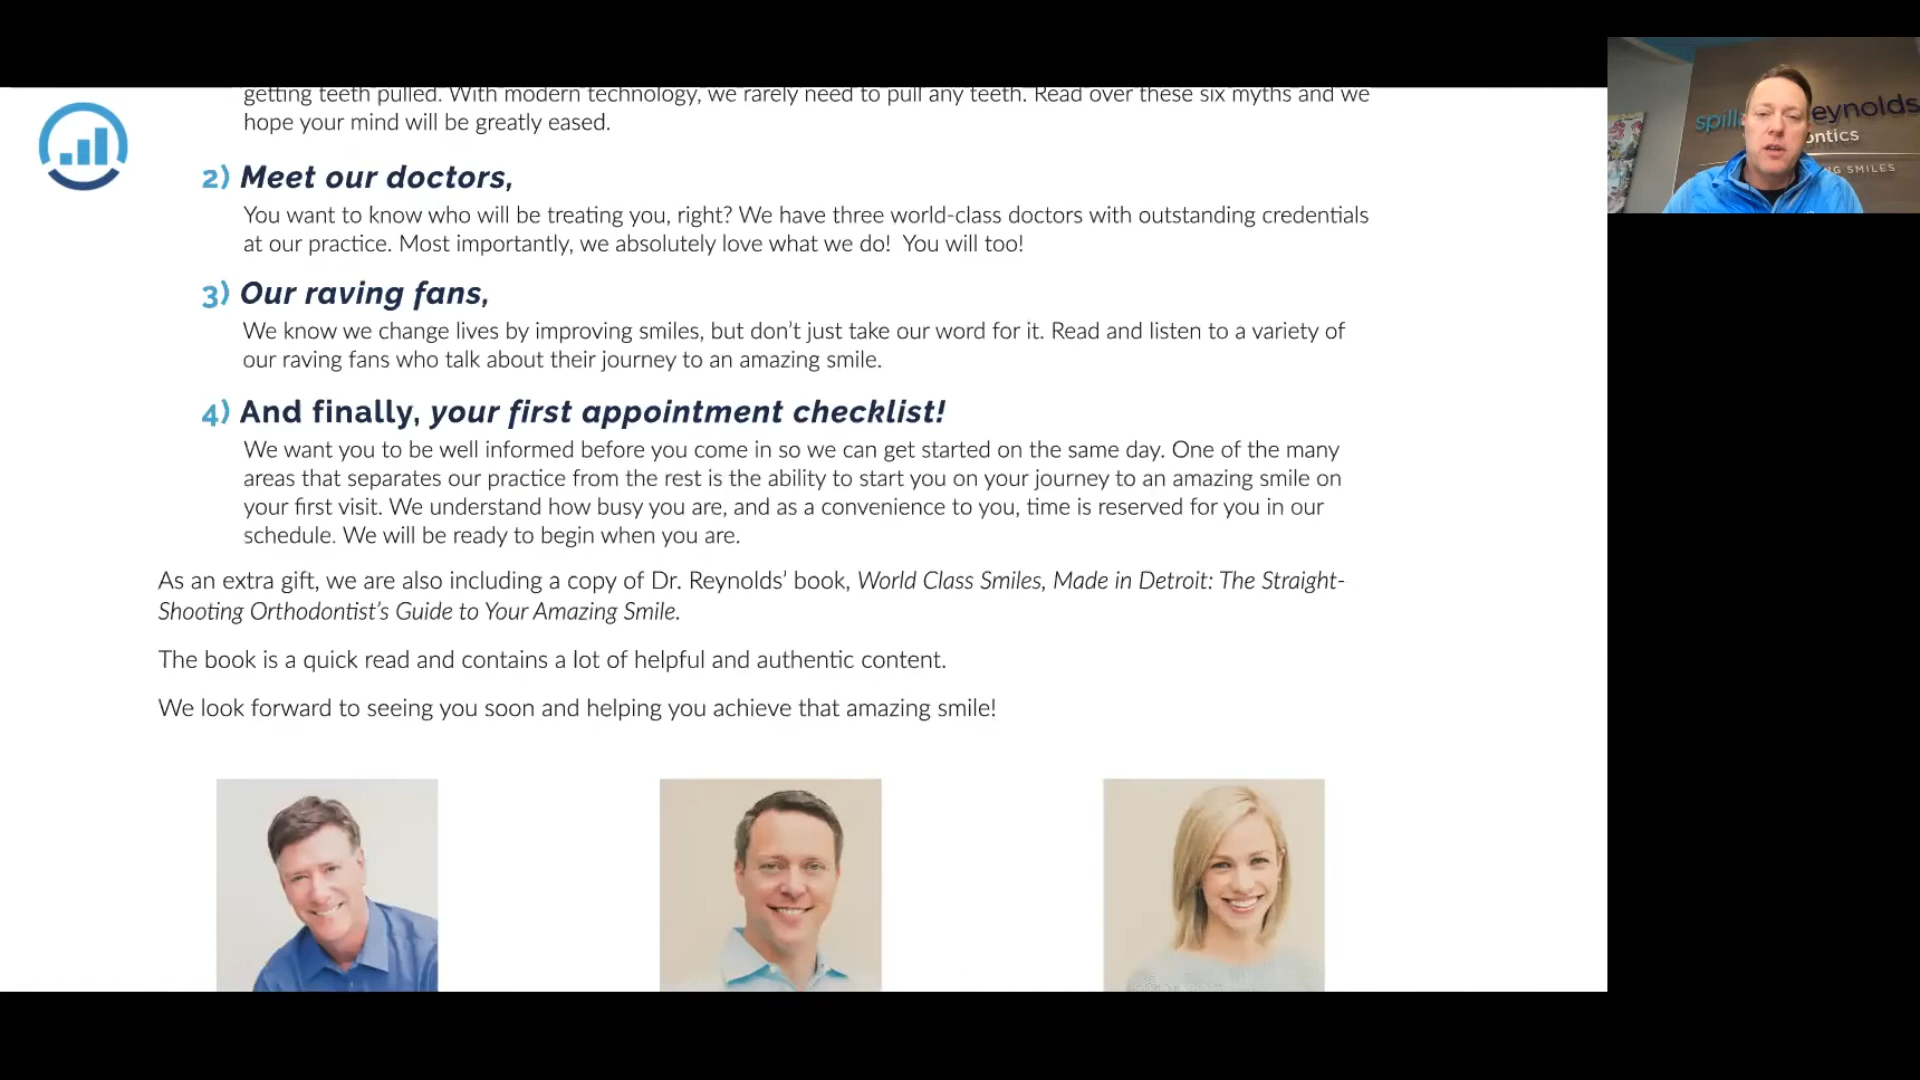 getting teeth pulled. With modern technology, we rarely need to pull any teeth. Read over these six myths and we
hope your mind will be greatly eased.
2) Meet our doctors,
You want to know who will be treating you, right? We have three world-class doctors with outstanding credentials
at our practice. Most importantly, we absolutely love what we do! You will too!
3) Our raving fans,
We know we change lives by improving smiles, but don't just take our word for it. Read and listen to a variety of
our raving fans who talk about their journey to an amazing smile.
4) And finally, your first appointment checklist!
We want you to be well informed before you come in so we can get started on the same day. One of the many
areas that separates our practice from the rest is the ability to start you on your journey to an amazing smile on
your first visit. We understand how busy you are, and as a convenience to you, time is reserved for you in our
schedule. We will be ready to begin when you are.
As an extra gift, we are also including a copy of Dr. Reynolds' book, World Class Smiles, Made in Detroit: The Straight-
Shooting Orthodontist's Guide to Your Amazing Smile.
The book is a quick read and contains a lot of helpful and authentic content.
We look forward to seeing you soon and helping you achieve that amazing smile!
spill eynolds
ontics
NG SMILES